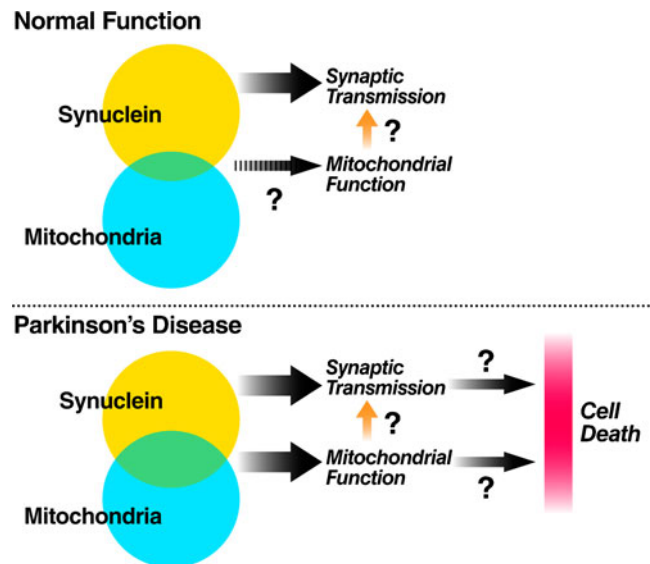 Normal Function
Synuclein
Synaptic
Transmission
?
Mitochondrial
Function
?
Mitochondria
Parkinson's Disease
Synuclein
Synaptic
Transmission
?
?
Mitochondrial
Function
?
Cell
Death
Mitochondria